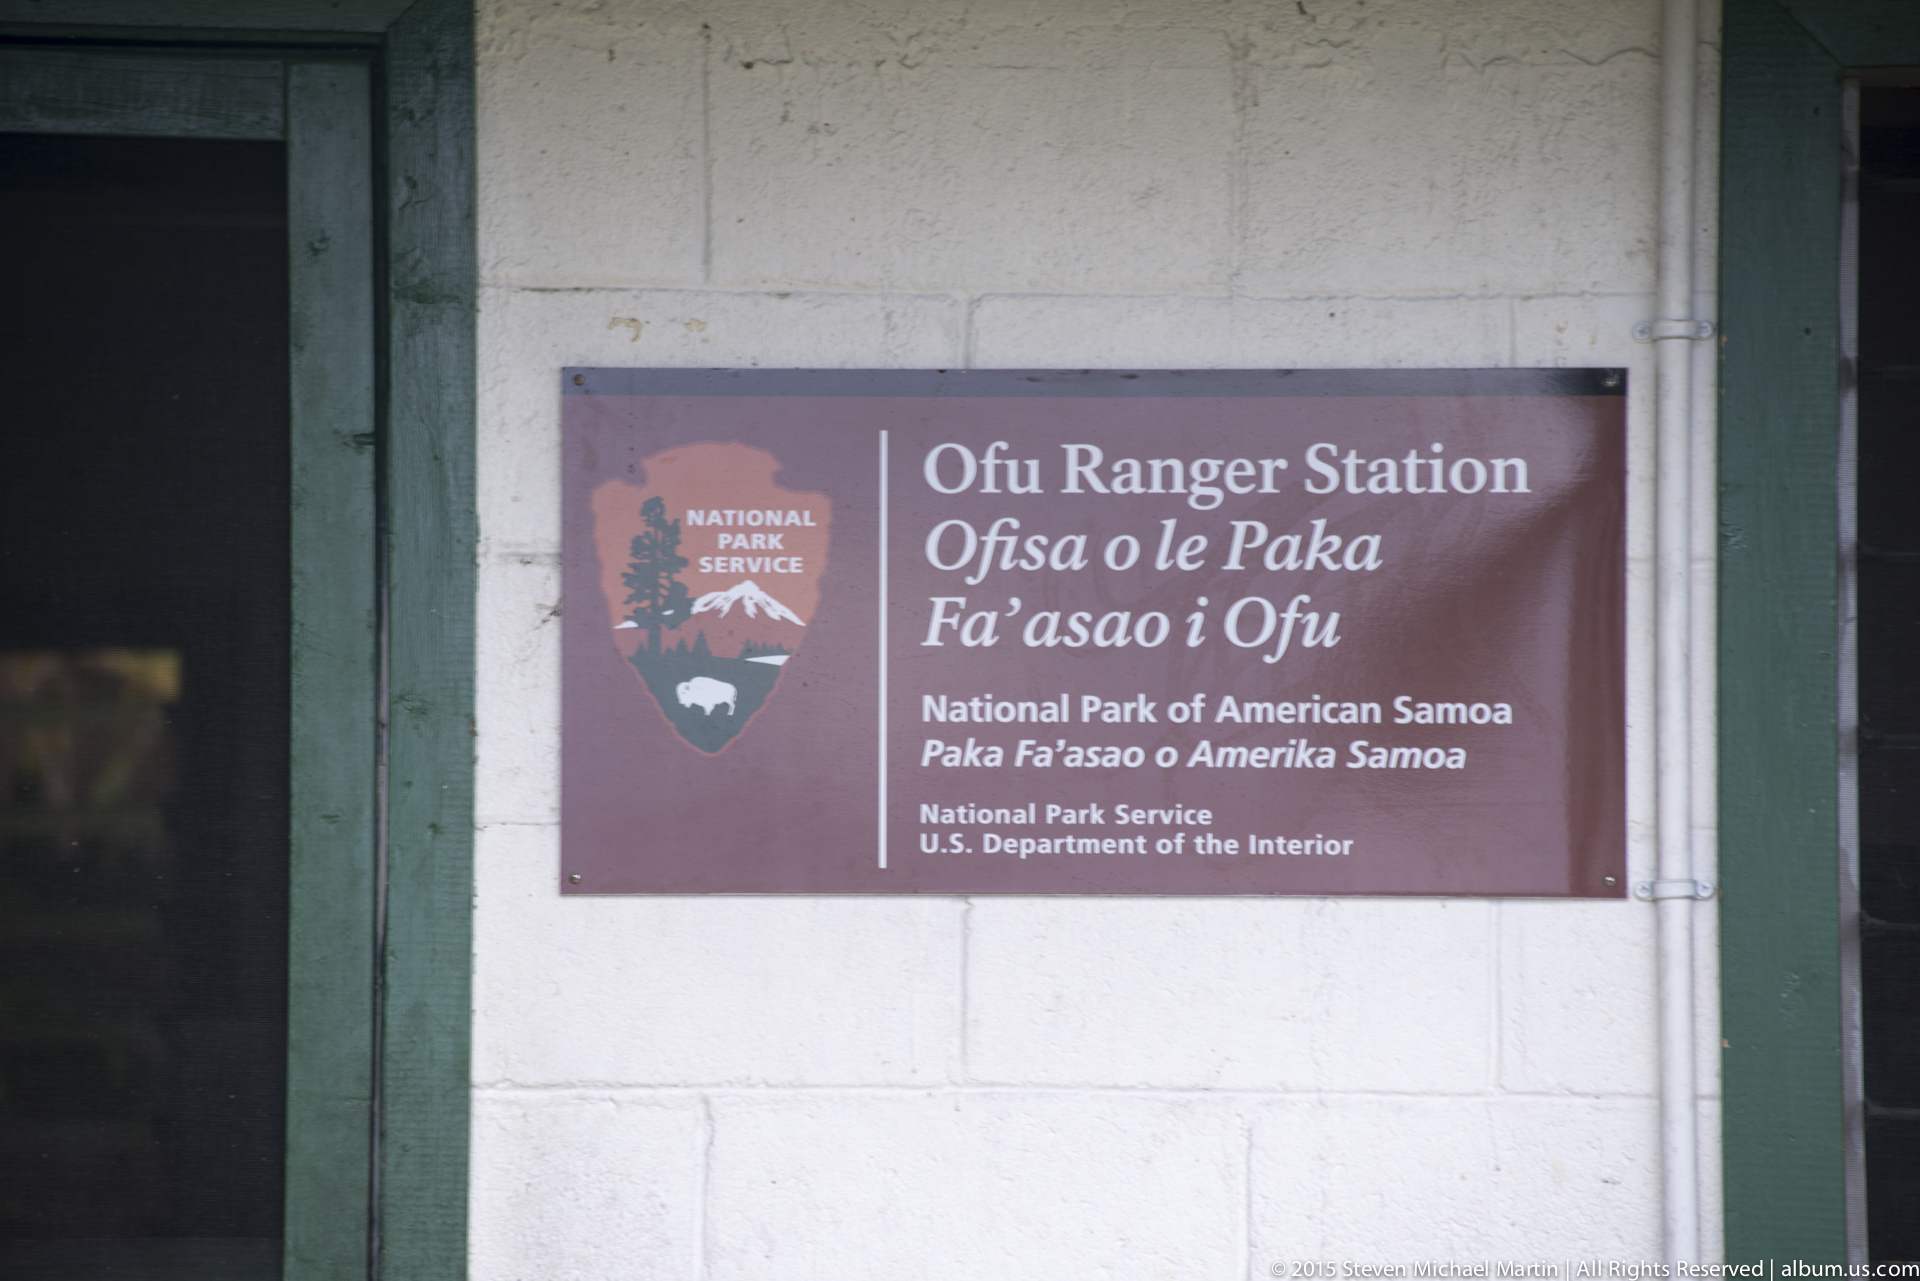 NATIONAL
PARK
SERVICE
Ofu Ranger Station
Ofisa o le Paka
Fa’asao i Ofu
National Park of American Samoa
Paka Fa’asao o Amerika Samoa
National Park Service
U.S. Department of the Interior
© 2015 Steven Michael Martin | All Rights Reserved | album.us.com